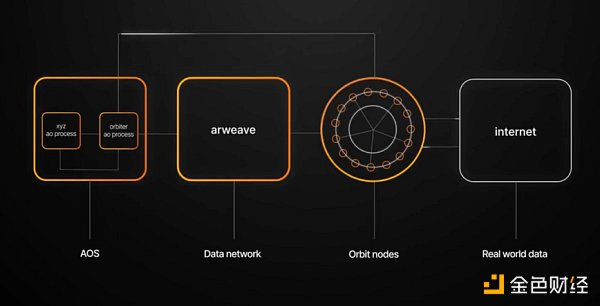 xyz
ao process
orbiter
ao process
arweave
internet
AOS
Data network
Orbit nodes
Real world data
金色财经